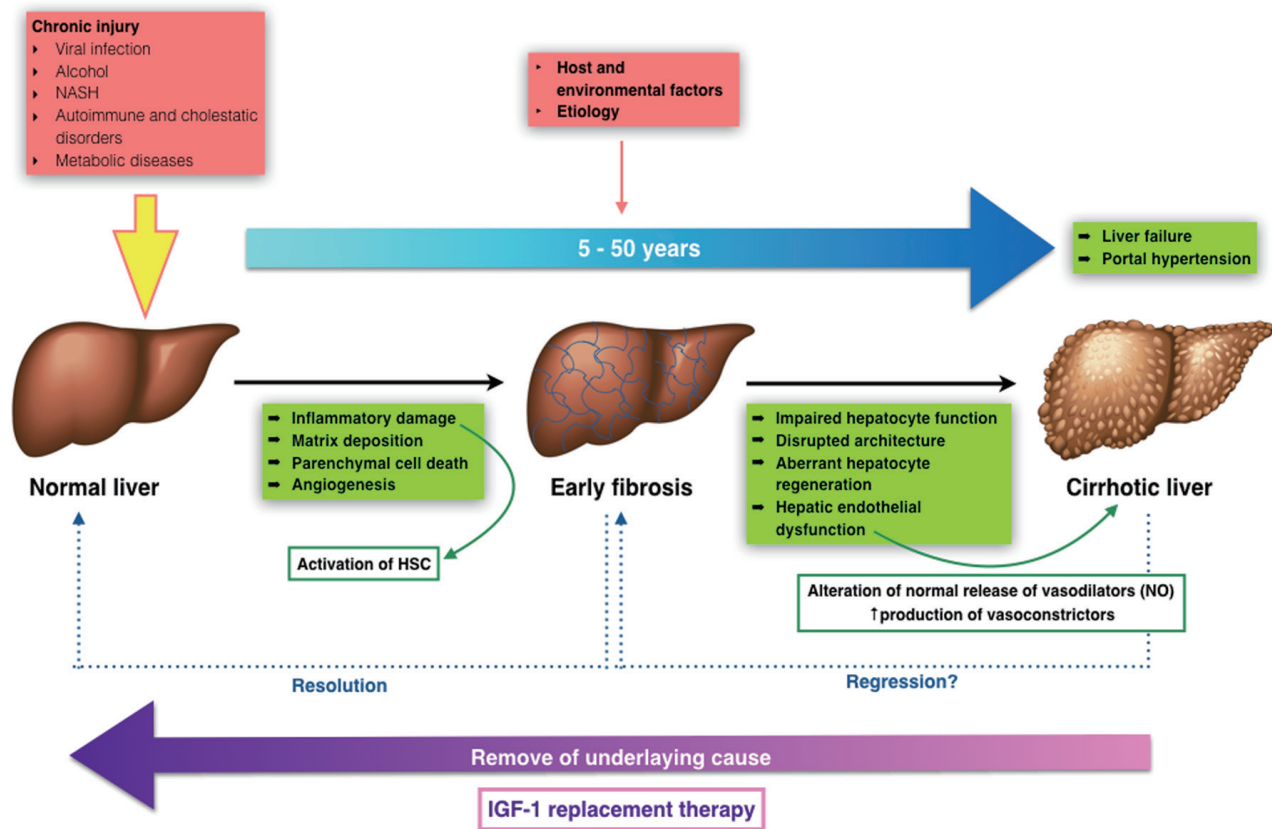 Chronic injury
‣ Viral infection
‣ Alcohol
‣ NASH
‣ Autoimmune and cholestatic
disorders
‣ Metabolic diseases
‣ Host and
environmental factors
‣ Etiology
5 - 50 years
➡ Liver failure
➡ Portal hypertension
➡ Inflammatory damage
➡ Matrix deposition
➡ Parenchymal cell death
➡ Angiogenesis
➡ Impaired hepatocyte function
➡ Disrupted architecture
➡ Aberrant hepatocyte
regeneration
➡ Hepatic endothelial
dysfunction
Normal liver
Early fibrosis
Cirrhotic liver
Activation of HSC
Alteration of normal release of vasodilators (NO)
↑production of vasoconstrictors
Resolution
Regression?
Remove of underlaying cause
IGF-1 replacement therapy